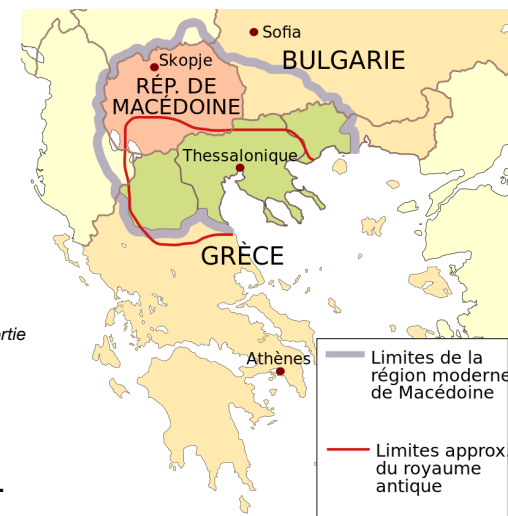 Sofia
BULGARIE
Skopje
RÉP. DE
MACÉDOINE
Thessalonique
GRÈCE
rtie
Athènes
Limites de la
région moderne
de Macédoine
Limites approx.
du royaume
antique
.